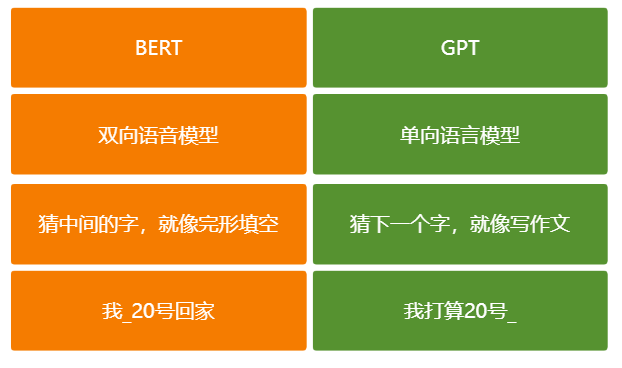 BERT
GPT
双向语音模型
单向语言模型
猜中间的字，就像完形填空
猜下一个字，就像写作文
我_20号回家
我打算20号_